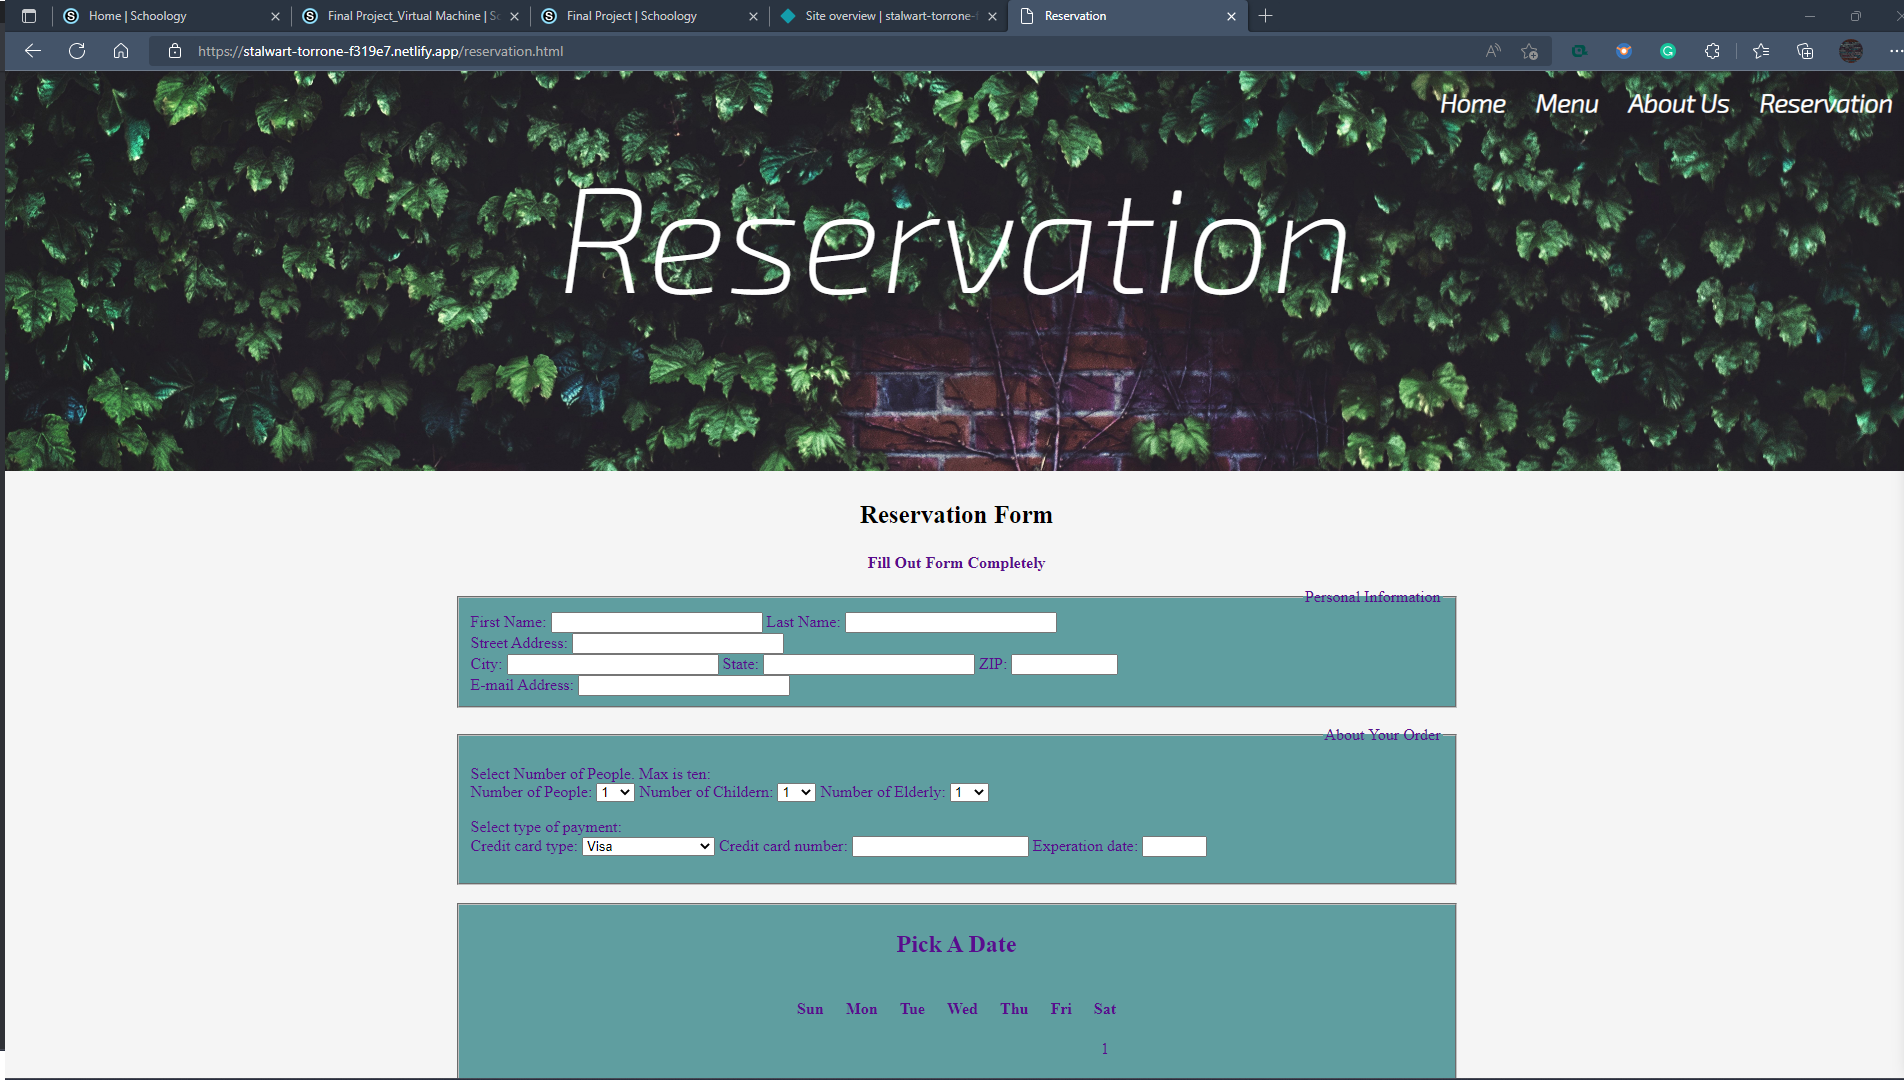 Home | Schoology
Final Project_Virtual Machine | Sc
Final Project | Schoology
Site overview | stalwart-torrone-f
Reservation
https://stalwart-torrone-f319e7.netlify.app/reservation.html
Home Menu About Us Reservation
Reservation
Reservation Form
Fill Out Form Completely
Personal Information
First Name: Last Name:
Street Address:
City: State: ZIP:
E-mail Address:
About Your Order
Select Number of People. Max is ten:
Number of People: 1 Number of Childern: 1 Number of Elderly: 1
Select type of payment:
Credit card type: Visa Credit card number: Experation date:
Pick A Date
Sun Mon Tue Wed Thu Fri Sat
1